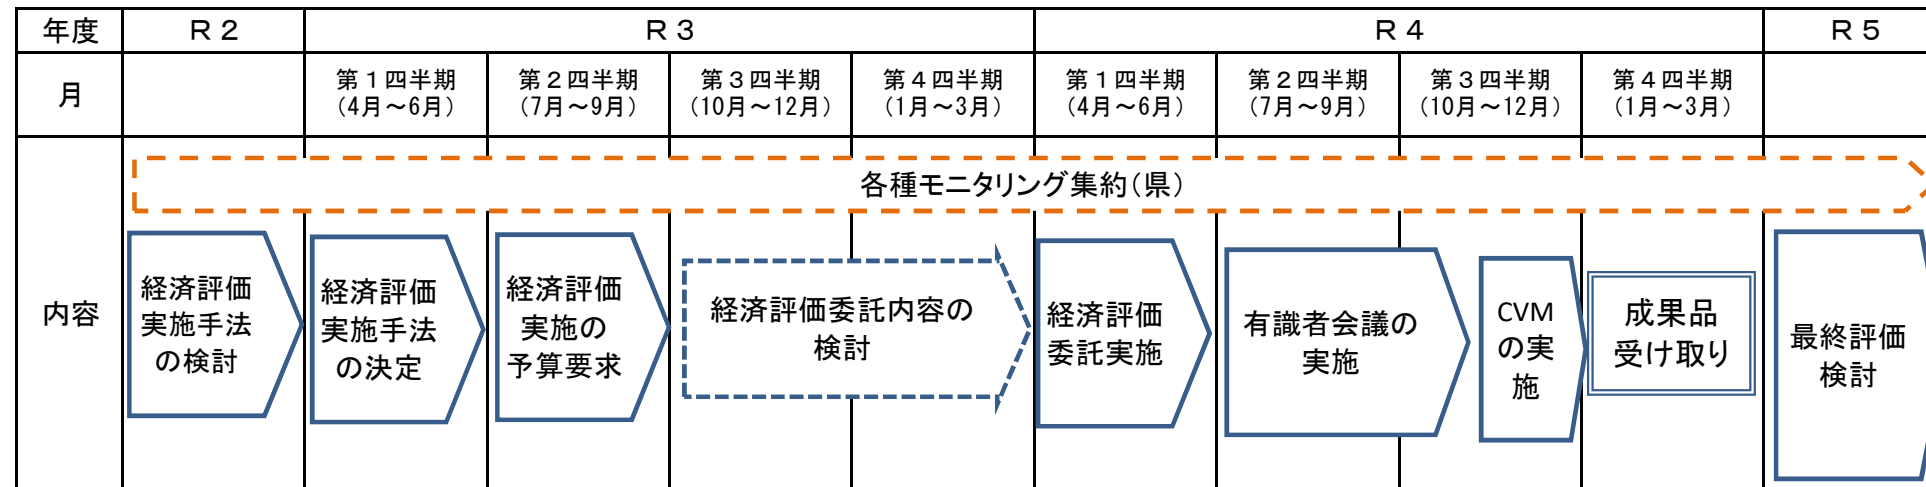 年度 R2 R3 R4 R5
月
第1四半期
(4月～6月)
第2四半期
(7月～9月)
第3四半期
(10月～12月)
第4四半期
(1月～3月)
第1四半期
(4月～6月)
第2四半期
(7月～9月)
第3四半期
(10月～12月)
第4四半期
(1月～3月)
内容
各種モニタリング集約(県)
経済評価
実施手法
の検討
経済評価
実施手法
の決定
経済評価
実施の
予算要求
経済評価委託内容の
検討
経済評価
委託実施
有識者会議の
実施
CVM
の実
施
成果品
受け取り
最終評価
検討